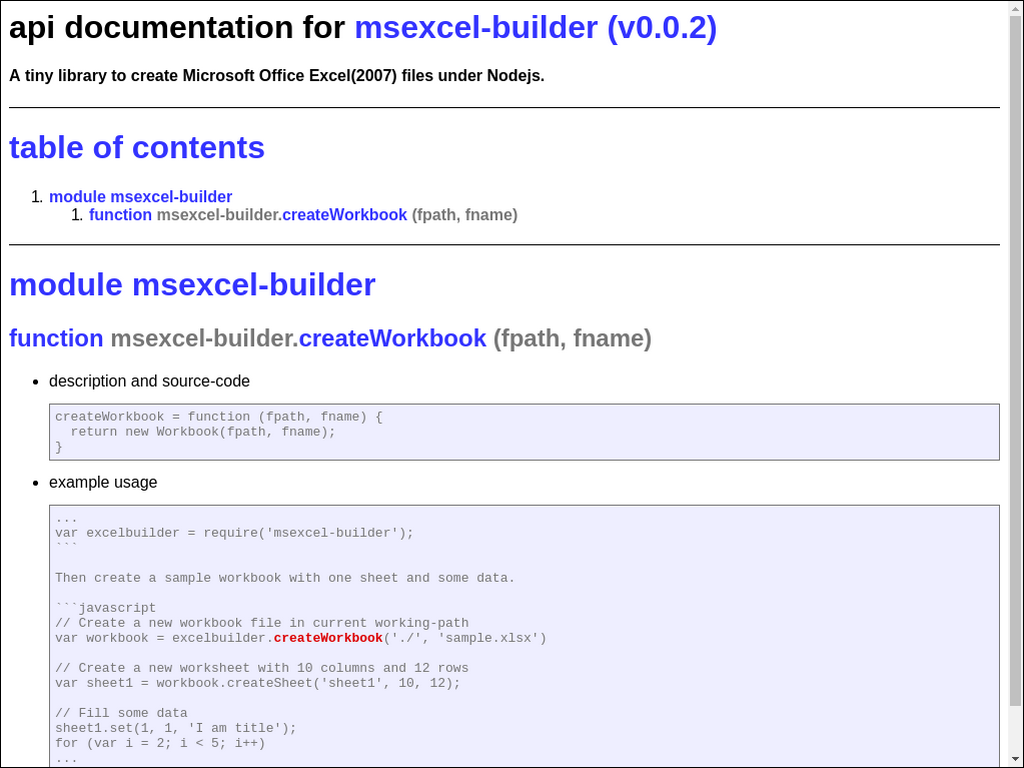 api documentation for msexcel-builder (v0.0.2)
A tiny library to create Microsoft Office Excel(2007) files under Nodejs.
table of contents
1. module msexcel-builder
1. function msexcel-builder.createWorkbook (fpath, fname)
module msexcel-builder
function msexcel-builder.createWorkbook (fpath, fname)
• description and source-code
createWorkbook = function (fpath, fname) {
  return new Workbook(fpath, fname);
}
• example usage
...
var excelbuilder = require('msexcel-builder');
```
Then create a sample workbook with one sheet and some data.
```javascript
// Create a new workbook file in current working-path
var workbook = excelbuilder.createWorkbook('./', 'sample.xlsx')
// Create a new worksheet with 10 columns and 12 rows
var sheet1 = workbook.createSheet('sheet1', 10, 12);
// Fill some data
sheet1.set(1, 1, 'I am title');
for (var i = 2; i < 5; i++)
...